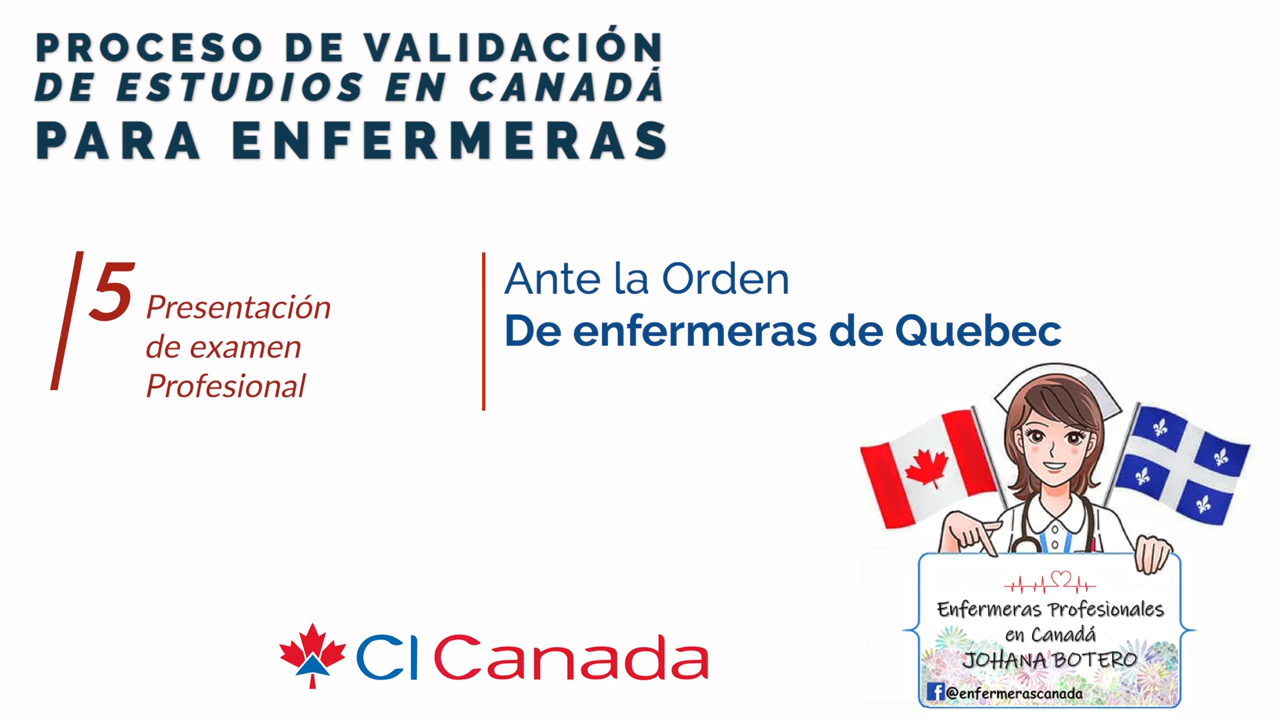 PROCESO DE VALIDACIÓN
DE ESTUDIOS EN CANADÁ
PARA ENFERMERAS
5 Presentación
de examen
Profesional
Ante la Orden
De enfermeras de Quebec
CI Canada
Enfermeras Profesionales
en Canadá
JOHANA BOTERO
f @enfermerascanada